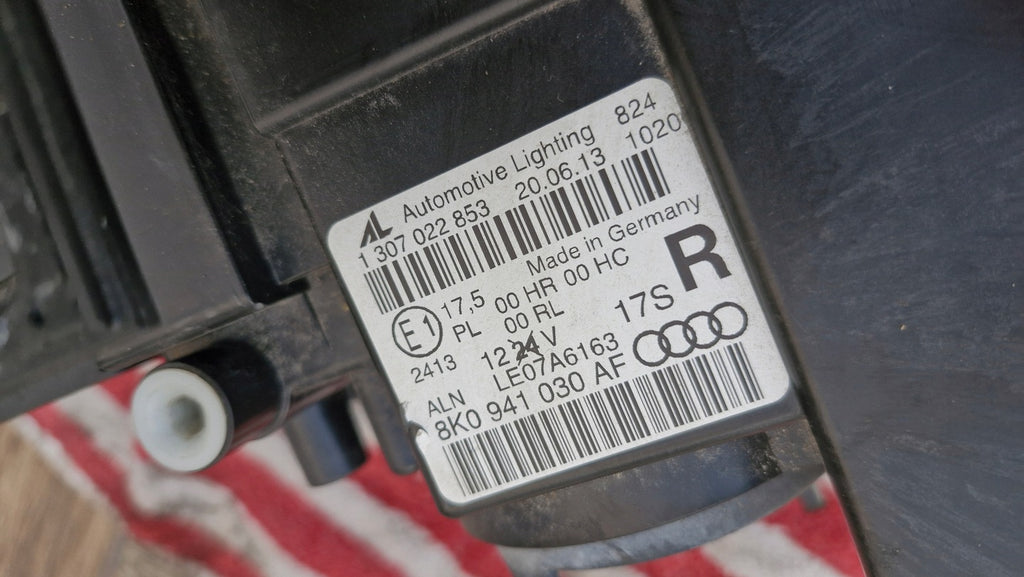 AL Automotive Lighting 824
1 307 022 853 20.06.13 1020
Made in Germany
E1 17,5 00 HR 00 HC R
PL 00 RL
2413 12 24 V 17S
ALN LE07A6163
8K0 941 030 AF